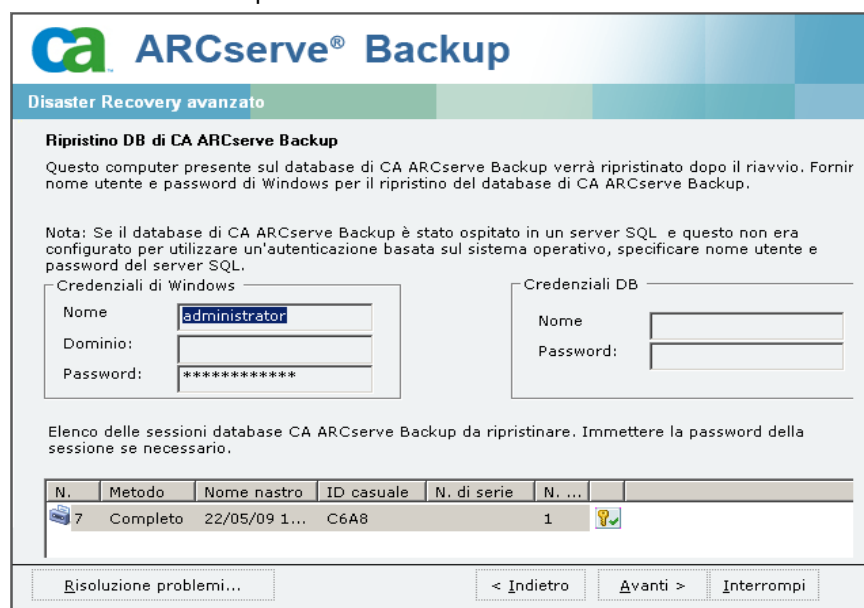 ca ARCserve® Backup
Disaster Recovery avanzato
Ripristino DB di CA ARCserve Backup
Questo computer presente sul database di CA ARCserve Backup verrà ripristinato dopo il riavvio. Fornir
nome utente e password di Windows per il ripristino del database di CA ARCserve Backup.
Nota: Se il database di CA ARCserve Backup è stato ospitato in un server SQL e questo non era
configurato per utilizzare un'autenticazione basata sul sistema operativo, specificare nome utente e
password del server SQL.
Credenziali di Windows
Nome administrator
Dominio:
Password: ************
Credenziali DB
Nome
Password:
Elenco delle sessioni database CA ARCserve Backup da ripristinare. Immettere la password della
sessione se necessario.
N. Metodo Nome nastro ID casuale N. di serie N. ...
7 Completo 22/05/09 1... C6A8 1
Risoluzione problemi... < Indietro Avanti > Interrompi